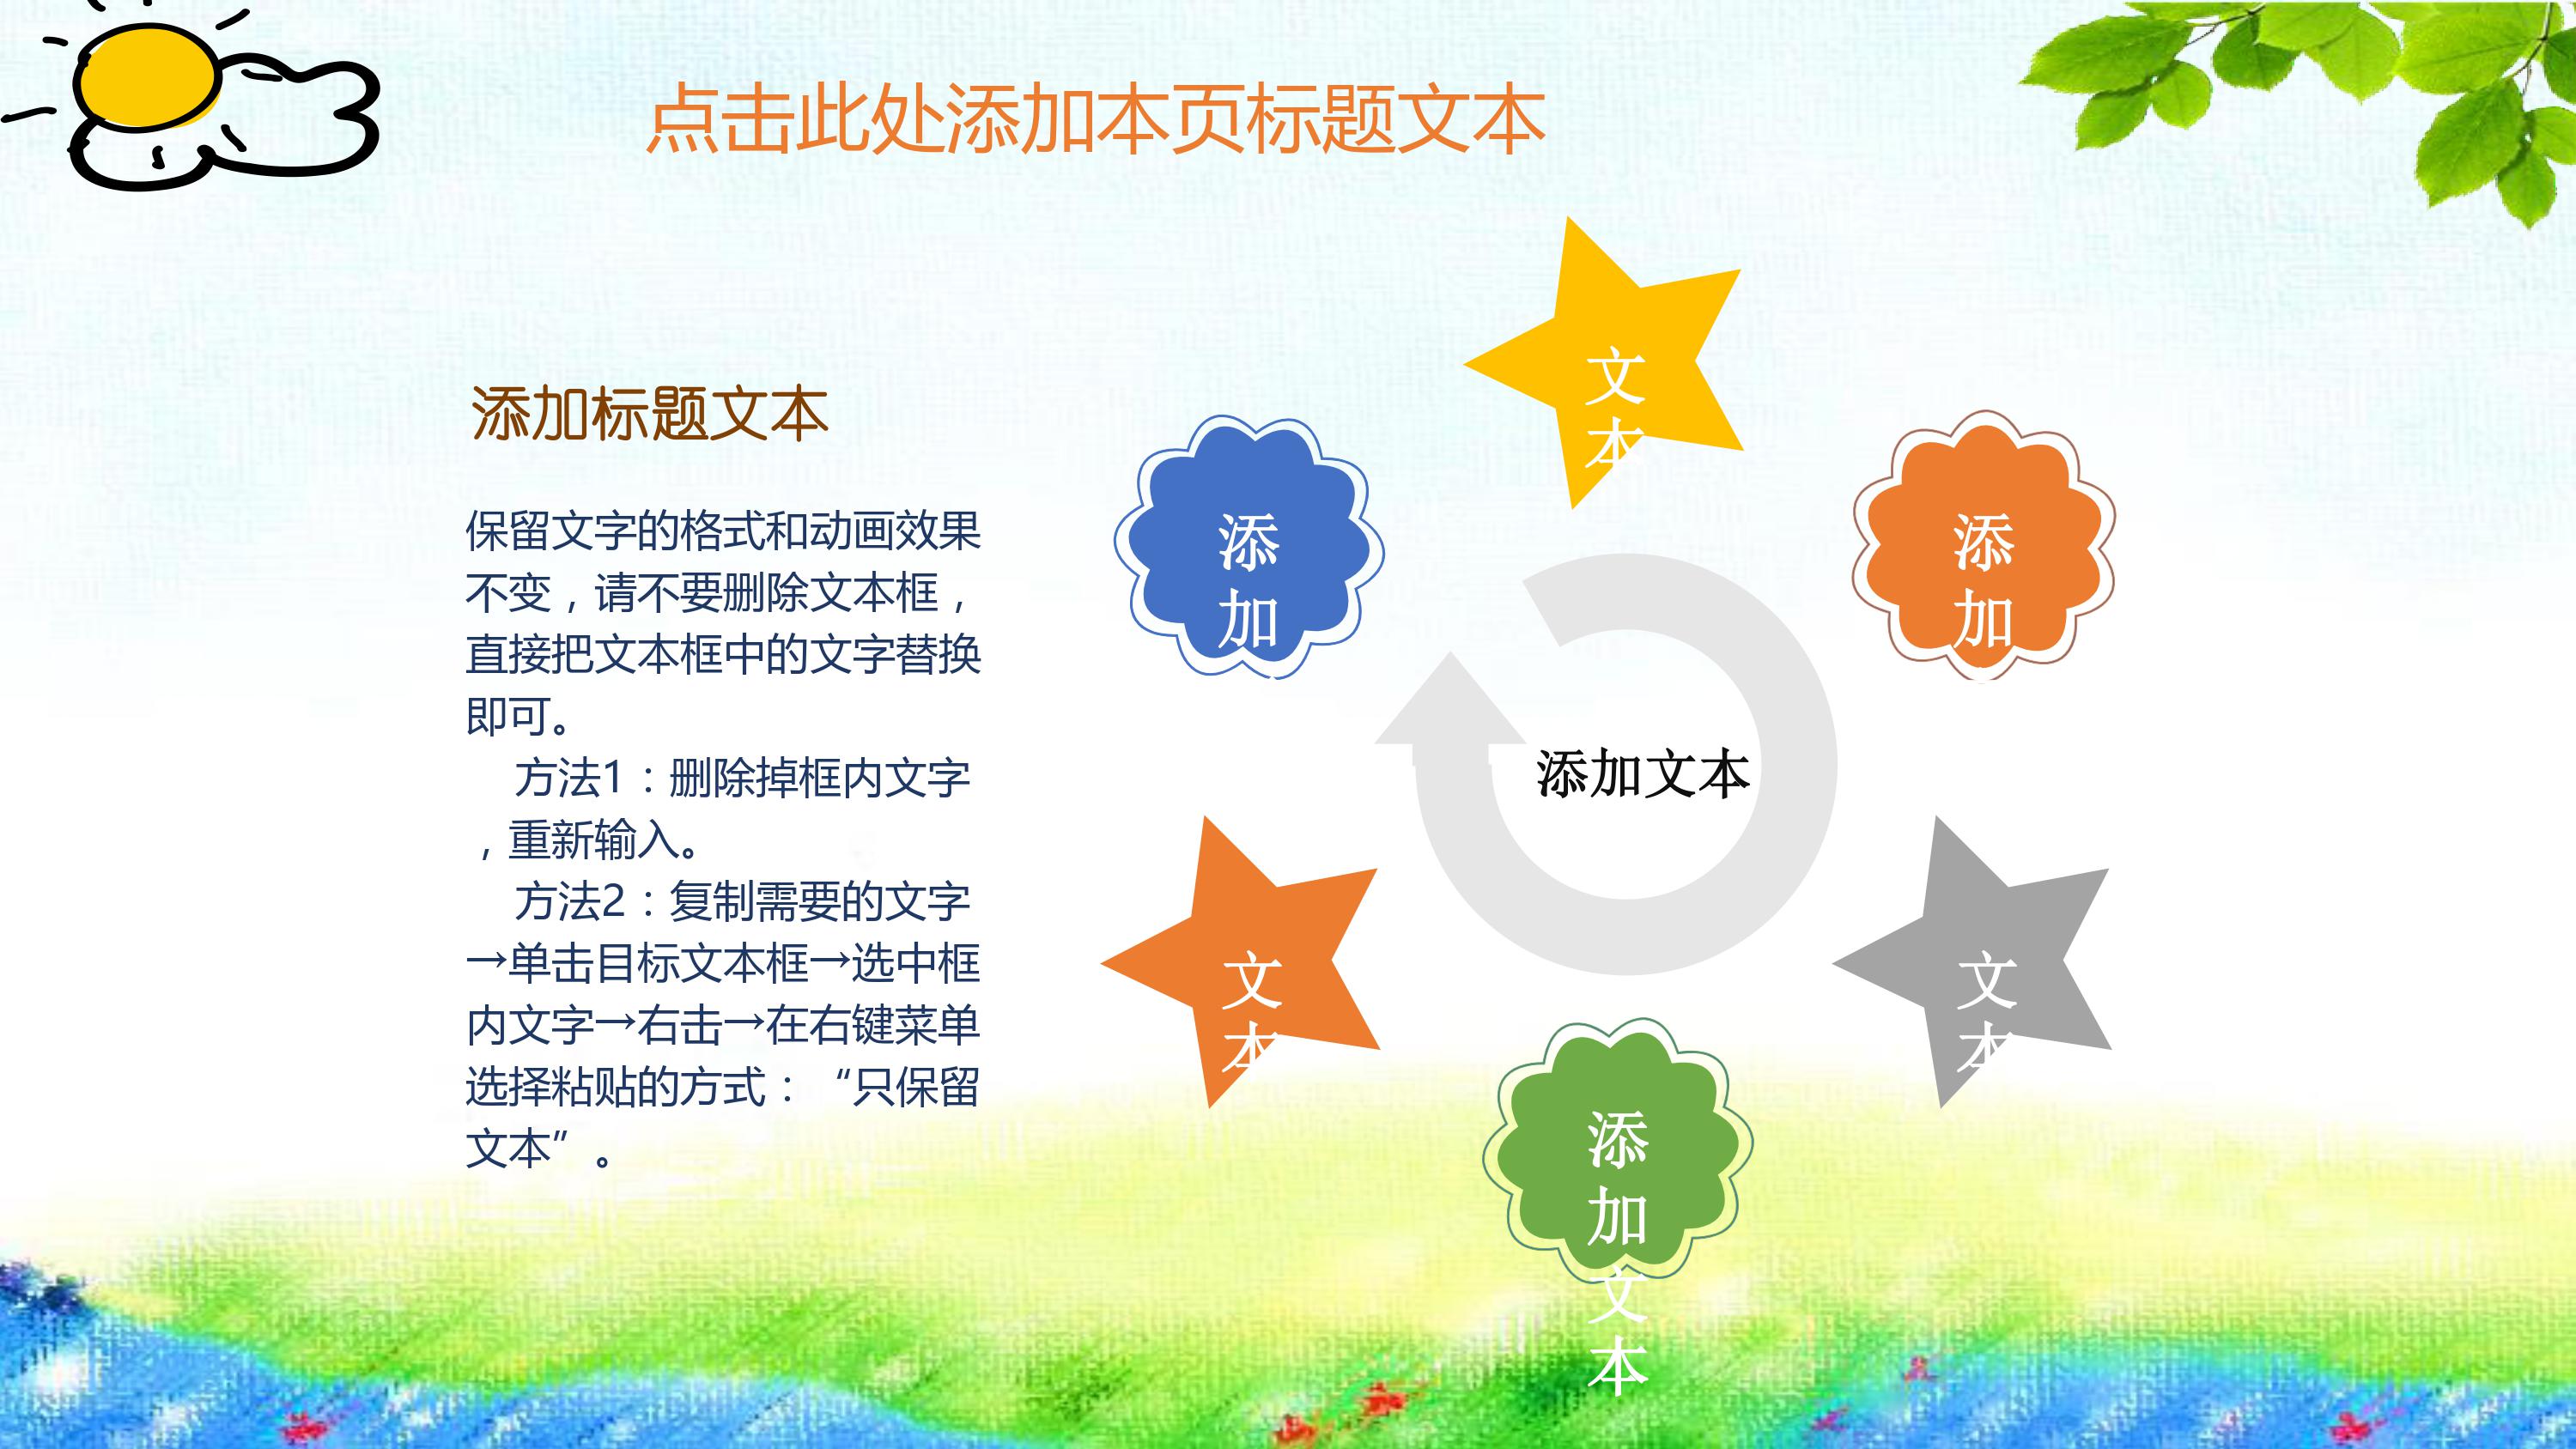 点击此处添加本页标题文本
添加标题文本
保留文字的格式和动画效果
不变，请不要删除文本框，
直接把文本框中的文字替换
即可。
方法1：删除掉框内文字
，重新输入。
方法2：复制需要的文字
→单击目标文本框→选中框
内文字→右击→在右键菜单
选择粘贴的方式：“只保留
文本”。
文
本
添
加
添
加
添加文本
文
本
文
本
添
加
文
本